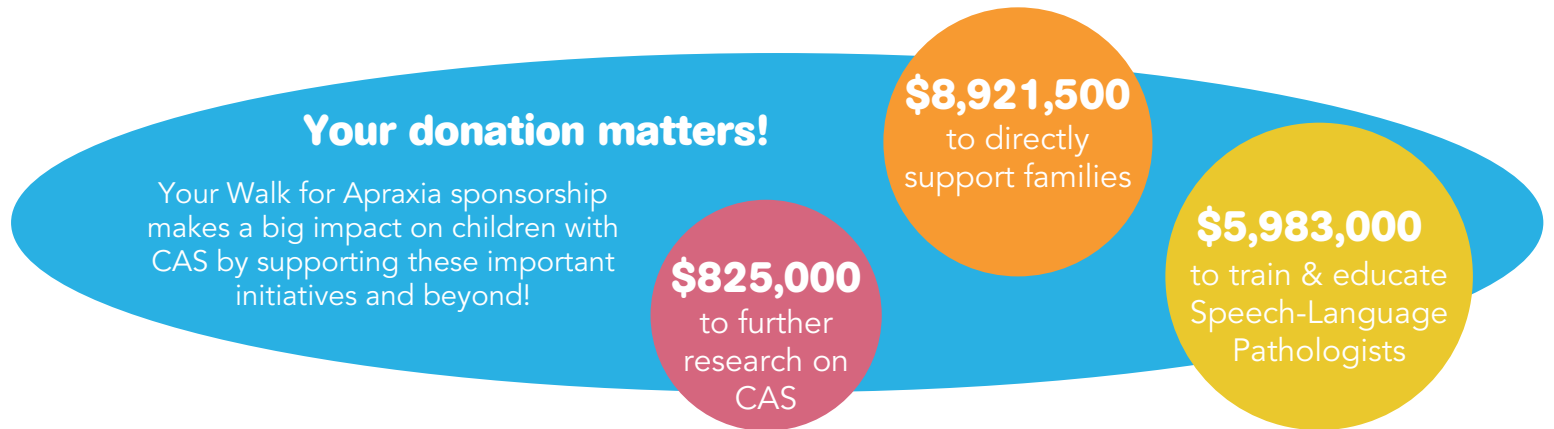 Your donation matters!
Your Walk for Apraxia sponsorship
makes a big impact on children with
CAS by supporting these important
initiatives and beyond!
$825,000
to further
research on
CAS
$8,921,500
to directly
support families
$5,983,000
to train & educate
Speech-Language
Pathologists